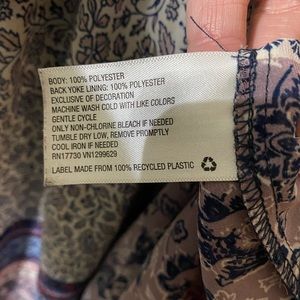 BODY: 100% POLYESTER
BACK YOKE LINING: 100% POLYESTER
EXCLUSIVE OF DECORATION
MACHINE WASH COLD WITH LIKE COLORS
GENTLE CYCLE
ONLY NON-CHLORINE BLEACH IF NEEDED
TUMBLE DRY LOW, REMOVE PROMPTLY
COOL IRON IF NEEDED
RN17730 VN1299629
LABEL MADE FROM 100% RECYCLED PLASTIC